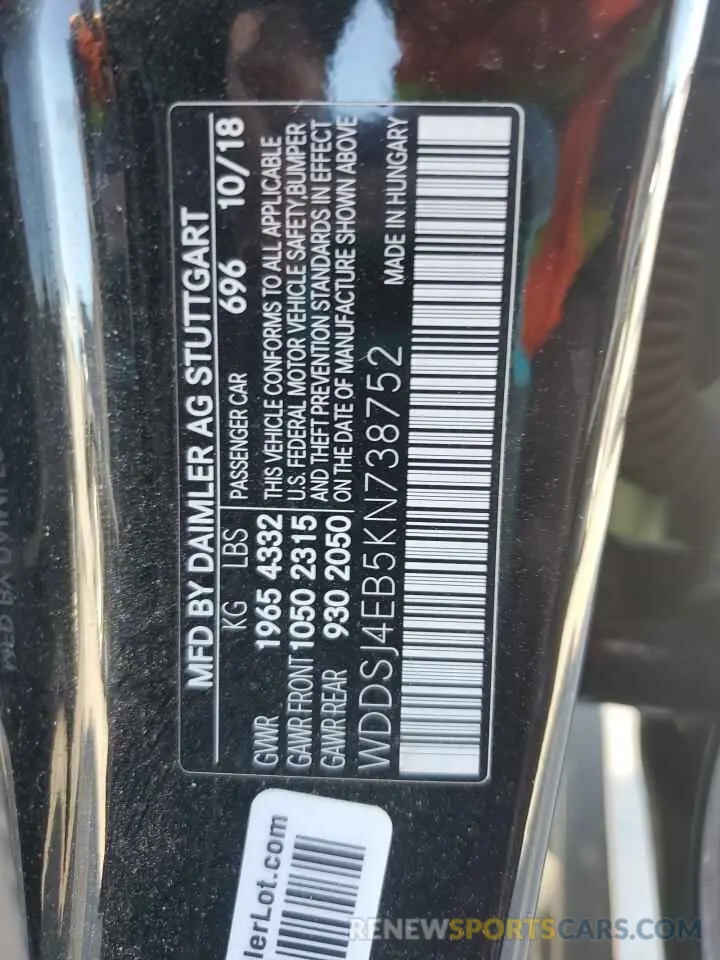 MFD BY DAIMLER AG STUTTGART
KG LBS PASSENGER CAR 696 10/18
GVWR 1965 4332 THIS VEHICLE CONFORMS TO ALL APPLICABLE
GAWR FRONT 1050 2315 U.S. FEDERAL MOTOR VEHICLE SAFETY,BUMPER
GAWR REAR 930 2050 AND THEFT PREVENTION STANDARDS IN EFFECT
ON THE DATE OF MANUFACTURE SHOWN ABOVE
WDDSJ4EB5KN738752 MADE IN HUNGARY
lerLot.com
RENEWSPORTSCARS.COM